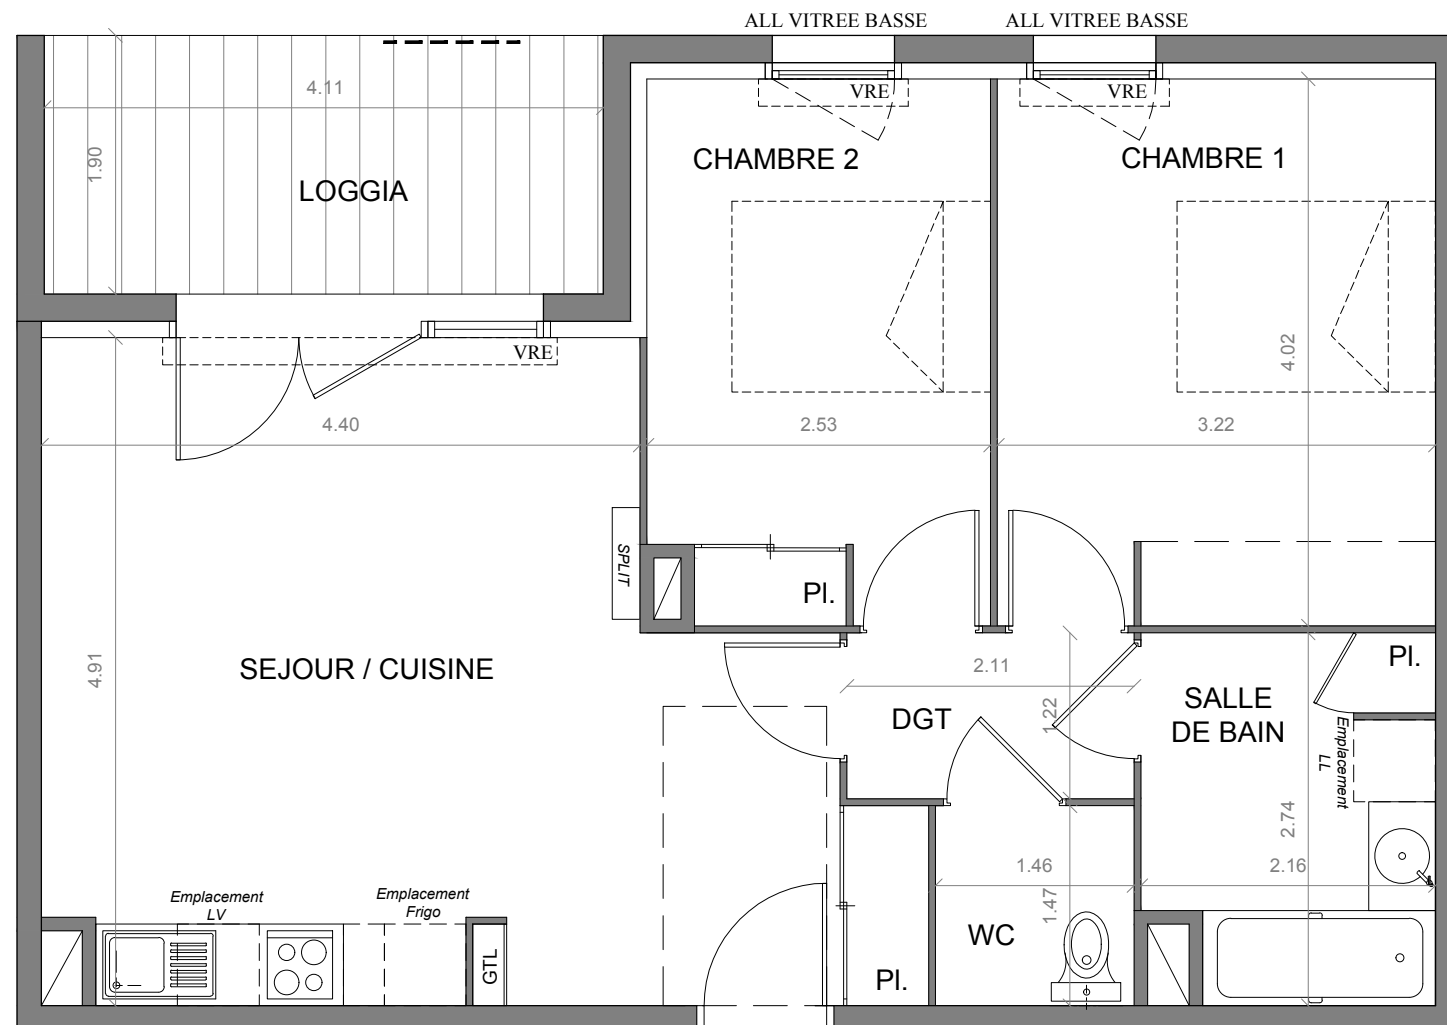 ALL VITREE BASSE
ALL VITREE BASSE
4.11
VRE
VRE
1.90
LOGGIA
CHAMBRE 2
CHAMBRE 1
VRE
4.02
4.40
2.53
3.22
SPLIT
Pl.
SEJOUR / CUISINE
4.91
2.11
Pl.
DGT
1.22
SALLE
DE BAIN
Emplacement
LL
2.74
1.46
2.16
1.47
Emplacement
LV
Emplacement
Frigo
GTL
WC
Pl.